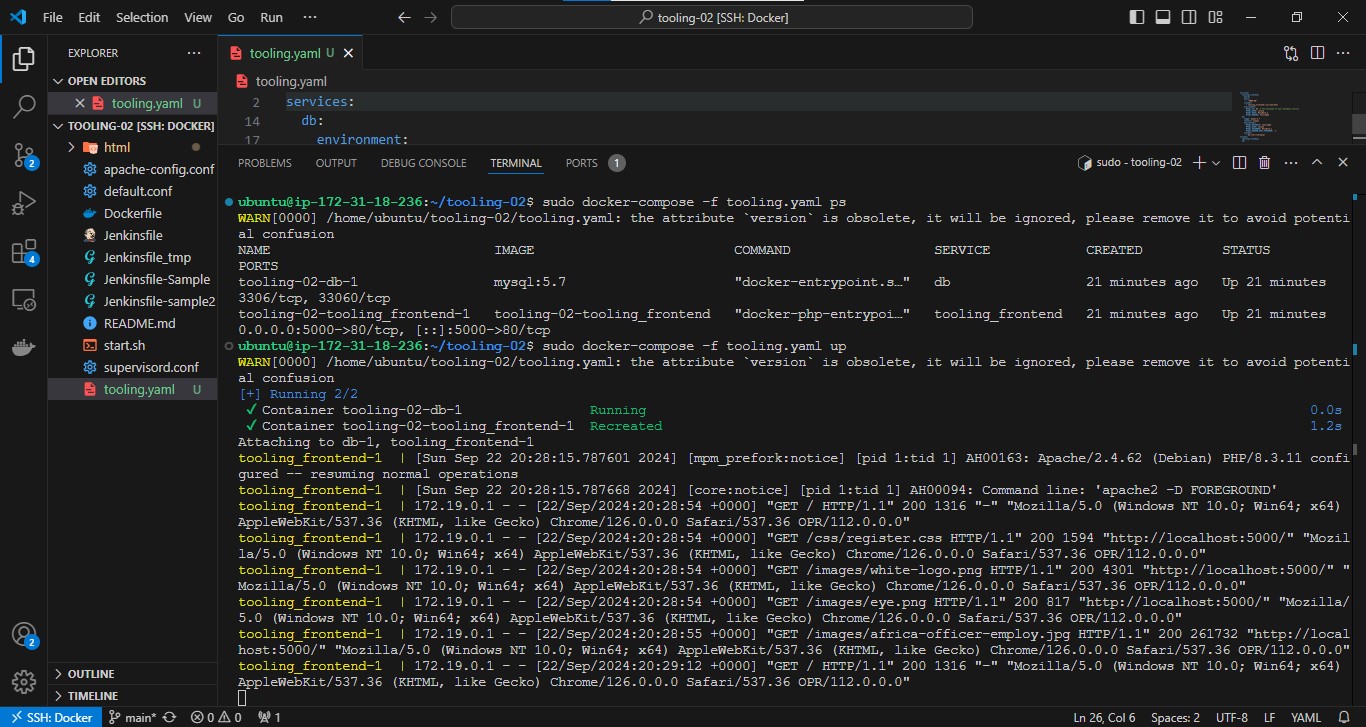 File Edit Selection View Go Run ··· tooling-02 [SSH: Docker]
EXPLORER ···
OPEN EDITORS
tooling.yaml U
TOOLING-02 [SSH: DOCKER]
html
apache-config.conf
default.conf
Dockerfile
Jenkinsfile
Jenkinsfile_tmp
Jenkinsfile-Sample
Jenkinsfile-sample2
README.md
start.sh
supervisord.conf
tooling.yaml U
OUTLINE
TIMELINE
2
4
2
tooling.yaml U
tooling.yaml
2 services:
14 db:
17 environment:
PROBLEMS OUTPUT DEBUG CONSOLE TERMINAL PORTS 1 sudo - tooling-02
ubuntu@ip-172-31-18-236:~/tooling-02$ sudo docker-compose -f tooling.yaml ps
WARN[0000] /home/ubuntu/tooling-02/tooling.yaml: the attribute `version` is obsolete, it will be ignored, please remove it to avoid potenti
al confusion
NAME IMAGE COMMAND SERVICE CREATED STATUS
PORTS
tooling-02-db-1 mysql:5.7 "docker-entrypoint.s…" db 21 minutes ago Up 21 minutes
3306/tcp, 33060/tcp
tooling-02-tooling_frontend-1 tooling-02-tooling_frontend "docker-php-entrypoi…" tooling_frontend 21 minutes ago Up 21 minutes
0.0.0.0:5000->80/tcp, [::]:5000->80/tcp
ubuntu@ip-172-31-18-236:~/tooling-02$ sudo docker-compose -f tooling.yaml up
WARN[0000] /home/ubuntu/tooling-02/tooling.yaml: the attribute `version` is obsolete, it will be ignored, please remove it to avoid potenti
al confusion
[+] Running 2/2
✓ Container tooling-02-db-1 Running 0.0s
✓ Container tooling-02-tooling_frontend-1 Recreated 1.2s
Attaching to db-1, tooling_frontend-1
tooling_frontend-1 | [Sun Sep 22 20:28:15.787601 2024] [mpm_prefork:notice] [pid 1:tid 1] AH00163: Apache/2.4.62 (Debian) PHP/8.3.11 confi
gured -- resuming normal operations
tooling_frontend-1 | [Sun Sep 22 20:28:15.787668 2024] [core:notice] [pid 1:tid 1] AH00094: Command line: 'apache2 -D FOREGROUND'
tooling_frontend-1 | 172.19.0.1 - - [22/Sep/2024:20:28:54 +0000] "GET / HTTP/1.1" 200 1316 "-" "Mozilla/5.0 (Windows NT 10.0; Win64; x64)
AppleWebKit/537.36 (KHTML, like Gecko) Chrome/126.0.0.0 Safari/537.36 OPR/112.0.0.0"
tooling_frontend-1 | 172.19.0.1 - - [22/Sep/2024:20:28:54 +0000] "GET /css/register.css HTTP/1.1" 200 1594 "http://localhost:5000/" "Mozil
la/5.0 (Windows NT 10.0; Win64; x64) AppleWebKit/537.36 (KHTML, like Gecko) Chrome/126.0.0.0 Safari/537.36 OPR/112.0.0.0"
tooling_frontend-1 | 172.19.0.1 - - [22/Sep/2024:20:28:54 +0000] "GET /images/white-logo.png HTTP/1.1" 200 4301 "http://localhost:5000/" "
Mozilla/5.0 (Windows NT 10.0; Win64; x64) AppleWebKit/537.36 (KHTML, like Gecko) Chrome/126.0.0.0 Safari/537.36 OPR/112.0.0.0"
tooling_frontend-1 | 172.19.0.1 - - [22/Sep/2024:20:28:54 +0000] "GET /images/eye.png HTTP/1.1" 200 817 "http://localhost:5000/" "Mozilla/
5.0 (Windows NT 10.0; Win64; x64) AppleWebKit/537.36 (KHTML, like Gecko) Chrome/126.0.0.0 Safari/537.36 OPR/112.0.0.0"
tooling_frontend-1 | 172.19.0.1 - - [22/Sep/2024:20:28:55 +0000] "GET /images/africa-officer-employ.jpg HTTP/1.1" 200 261732 "http://local
host:5000/" "Mozilla/5.0 (Windows NT 10.0; Win64; x64) AppleWebKit/537.36 (KHTML, like Gecko) Chrome/126.0.0.0 Safari/537.36 OPR/112.0.0.0"
tooling_frontend-1 | 172.19.0.1 - - [22/Sep/2024:20:29:12 +0000] "GET / HTTP/1.1" 200 1316 "-" "Mozilla/5.0 (Windows NT 10.0; Win64; x64)
AppleWebKit/537.36 (KHTML, like Gecko) Chrome/126.0.0.0 Safari/537.36 OPR/112.0.0.0"
SSH: Docker main* 0 0 1 Ln 26, Col 6 Spaces: 2 UTF-8 LF YAML